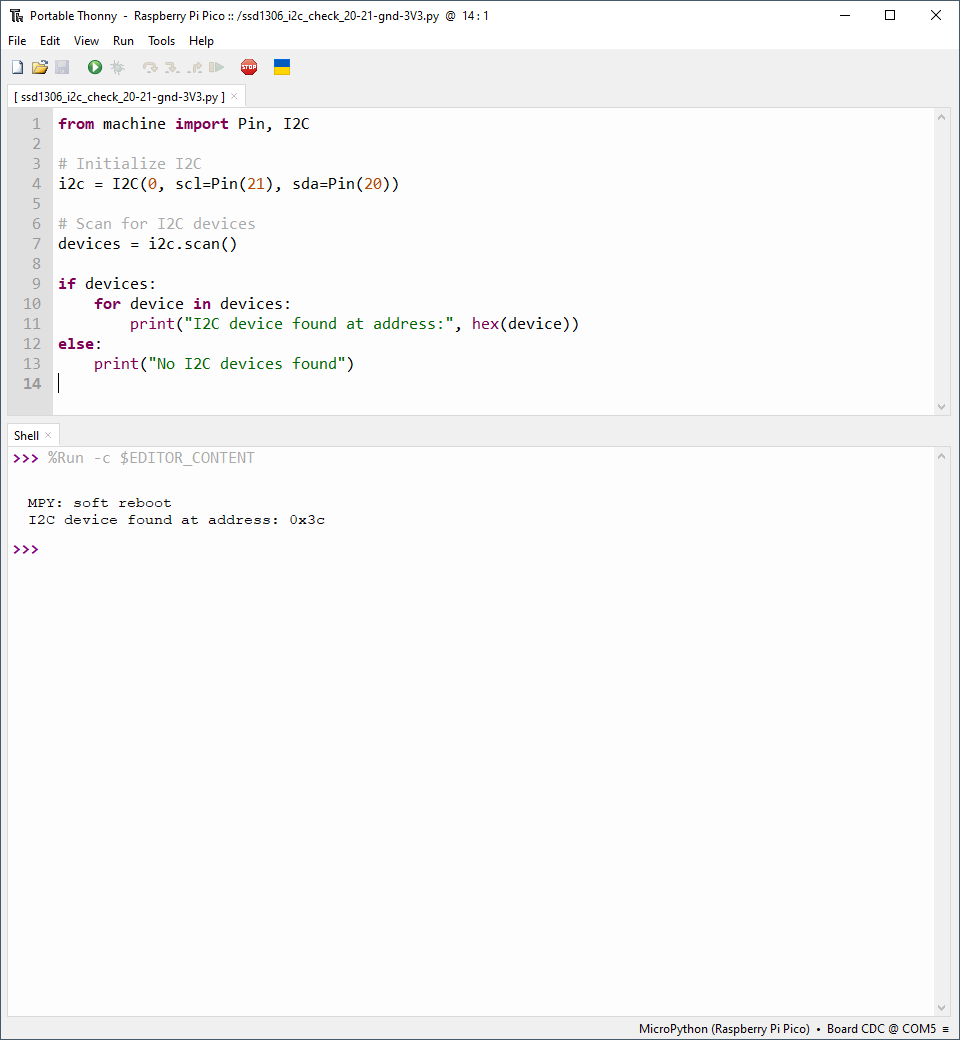 Portable Thonny - Raspberry Pi Pico :: /ssd1306_i2c_check_20-21-gnd-3V3.py @ 14 : 1
File Edit View Run Tools Help
STOP
[ ssd1306_i2c_check_20-21-gnd-3V3.py ] ×
1 from machine import Pin, I2C
2
3 # Initialize I2C
4 i2c = I2C(0, scl=Pin(21), sda=Pin(20))
5
6 # Scan for I2C devices
7 devices = i2c.scan()
8
9 if devices:
10     for device in devices:
11         print("I2C device found at address:", hex(device))
12 else:
13     print("No I2C devices found")
14
Shell ×
>>> %Run -c $EDITOR_CONTENT
MPY: soft reboot
I2C device found at address: 0x3c
>>>
MicroPython (Raspberry Pi Pico) • Board CDC @ COM5 ≡